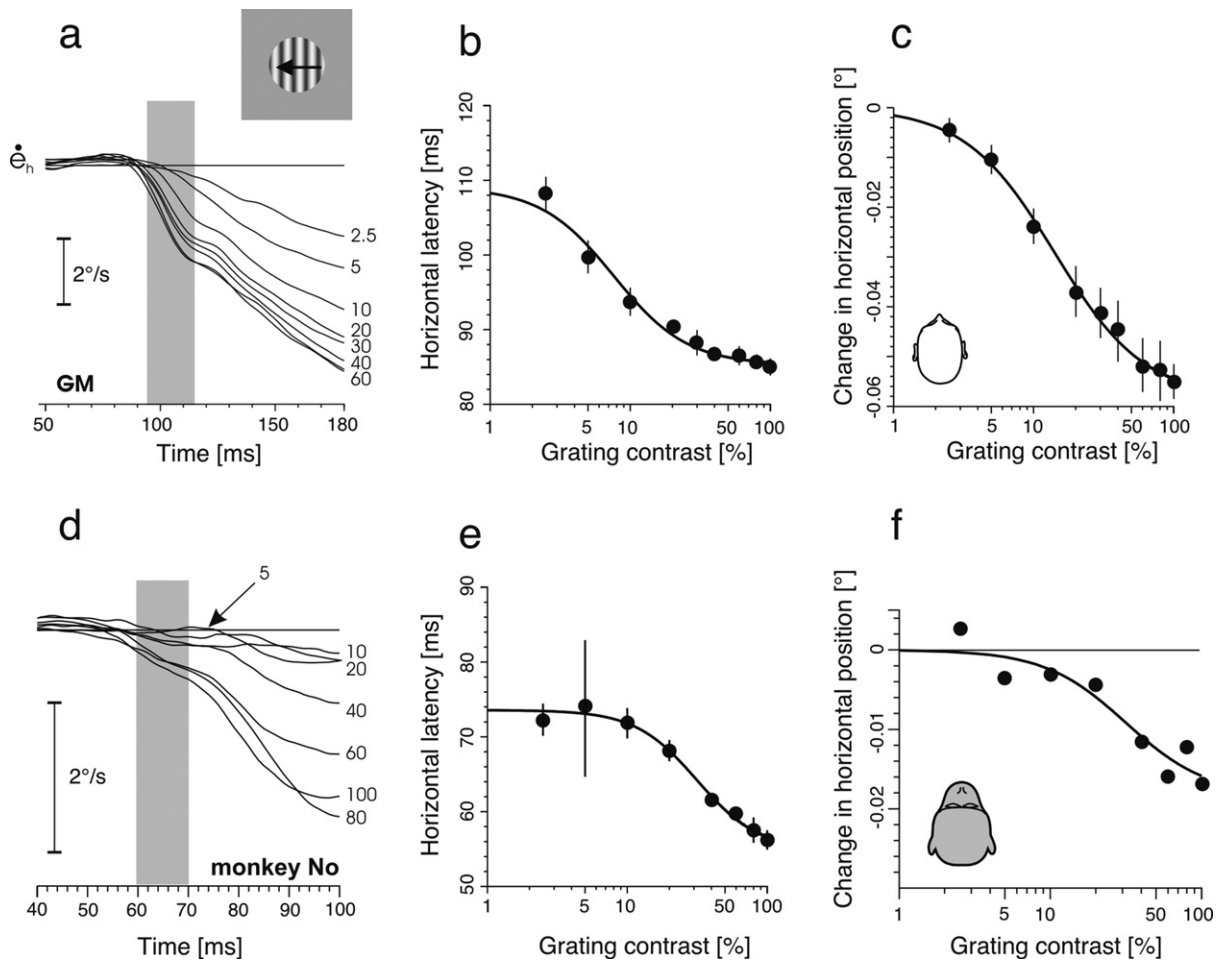 a
ėh
2°/s
2.5
5
10
20
30
40
60
GM
50 100 150 180
Time [ms]
b
Horizontal latency [ms]
120
110
100
90
80
1 5 10 50 100
Grating contrast [%]
c
Change in horizontal position [°]
0
-0.02
-0.04
-0.06
1 5 10 50 100
Grating contrast [%]
d
5
10
20
40
60
100
80
2°/s
monkey No
40 50 60 70 80 90 100
Time [ms]
e
Horizontal latency [ms]
90
80
70
60
50
1 5 10 50 100
Grating contrast [%]
f
Change in horizontal position [°]
0
-0.01
-0.02
1 5 10 50 100
Grating contrast [%]